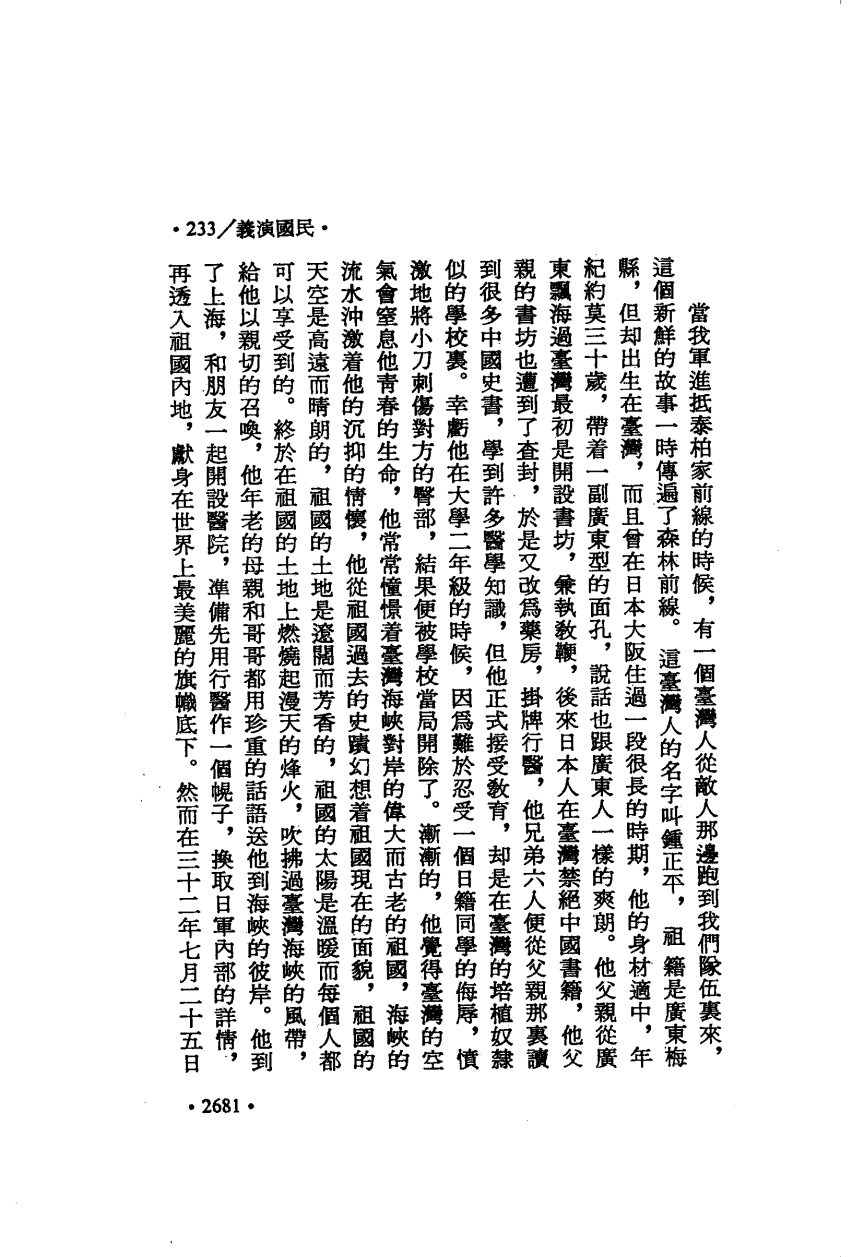 •233/義演國民•
當我軍進抵泰柏家前線的時候，有一個臺灣人從敵人那邊跑到我們隊伍裏來，
這個新鮮的故事一時傳遍了森林前線。這臺灣人的名字叫鍾正平，祖籍是廣東梅
縣，但却出生在臺灣，而且曾在日本大阪住過一段很長的時期，他的身材適中，年
紀約莫三十歲，帶着一副廣東型的面孔，說話也跟廣東人一樣的爽朗。他父親從廣
東飄海過臺灣最初是開設書坊，兼執教鞭，後來日本人在臺灣禁絕中國書籍，他父
親的書坊也遭到了查封，於是又改爲藥房，掛牌行醫，他兄弟六人便從父親那裏讀
到很多中國史書，學到許多醫學知識，但他正式接受教育，却是在臺灣的培植奴隸
似的學校裏。幸虧他在大學二年級的時候，因爲難於忍受一個日籍同學的侮辱，憤
激地將小刀刺傷對方的臀部，結果便被學校當局開除了。漸漸的，他覺得臺灣的空
氣會窒息他青春的生命，他常常憧憬着臺灣海峽對岸的偉大而古老的祖國，海峽的
流水沖激着他的沉抑的情懷，他從祖國過去的史蹟幻想着祖國現在的面貌，祖國的
天空是高遠而晴朗的，祖國的土地是遼闊而芳香的，祖國的太陽是溫暖而每個人都
可以享受到的。終於在祖國的土地上燃燒起漫天的烽火，吹拂過臺灣海峽的風帶，
給他以親切的召喚，他年老的母親和哥哥都用珍重的話語送他到海峽的彼岸。他到
了上海，和朋友一起開設醫院，準備先用行醫作一個幌子，換取日軍內部的詳情，
再透入祖國內地，獻身在世界上最美麗的旗幟底下。然而在三十二年七月二十五日
•2681•